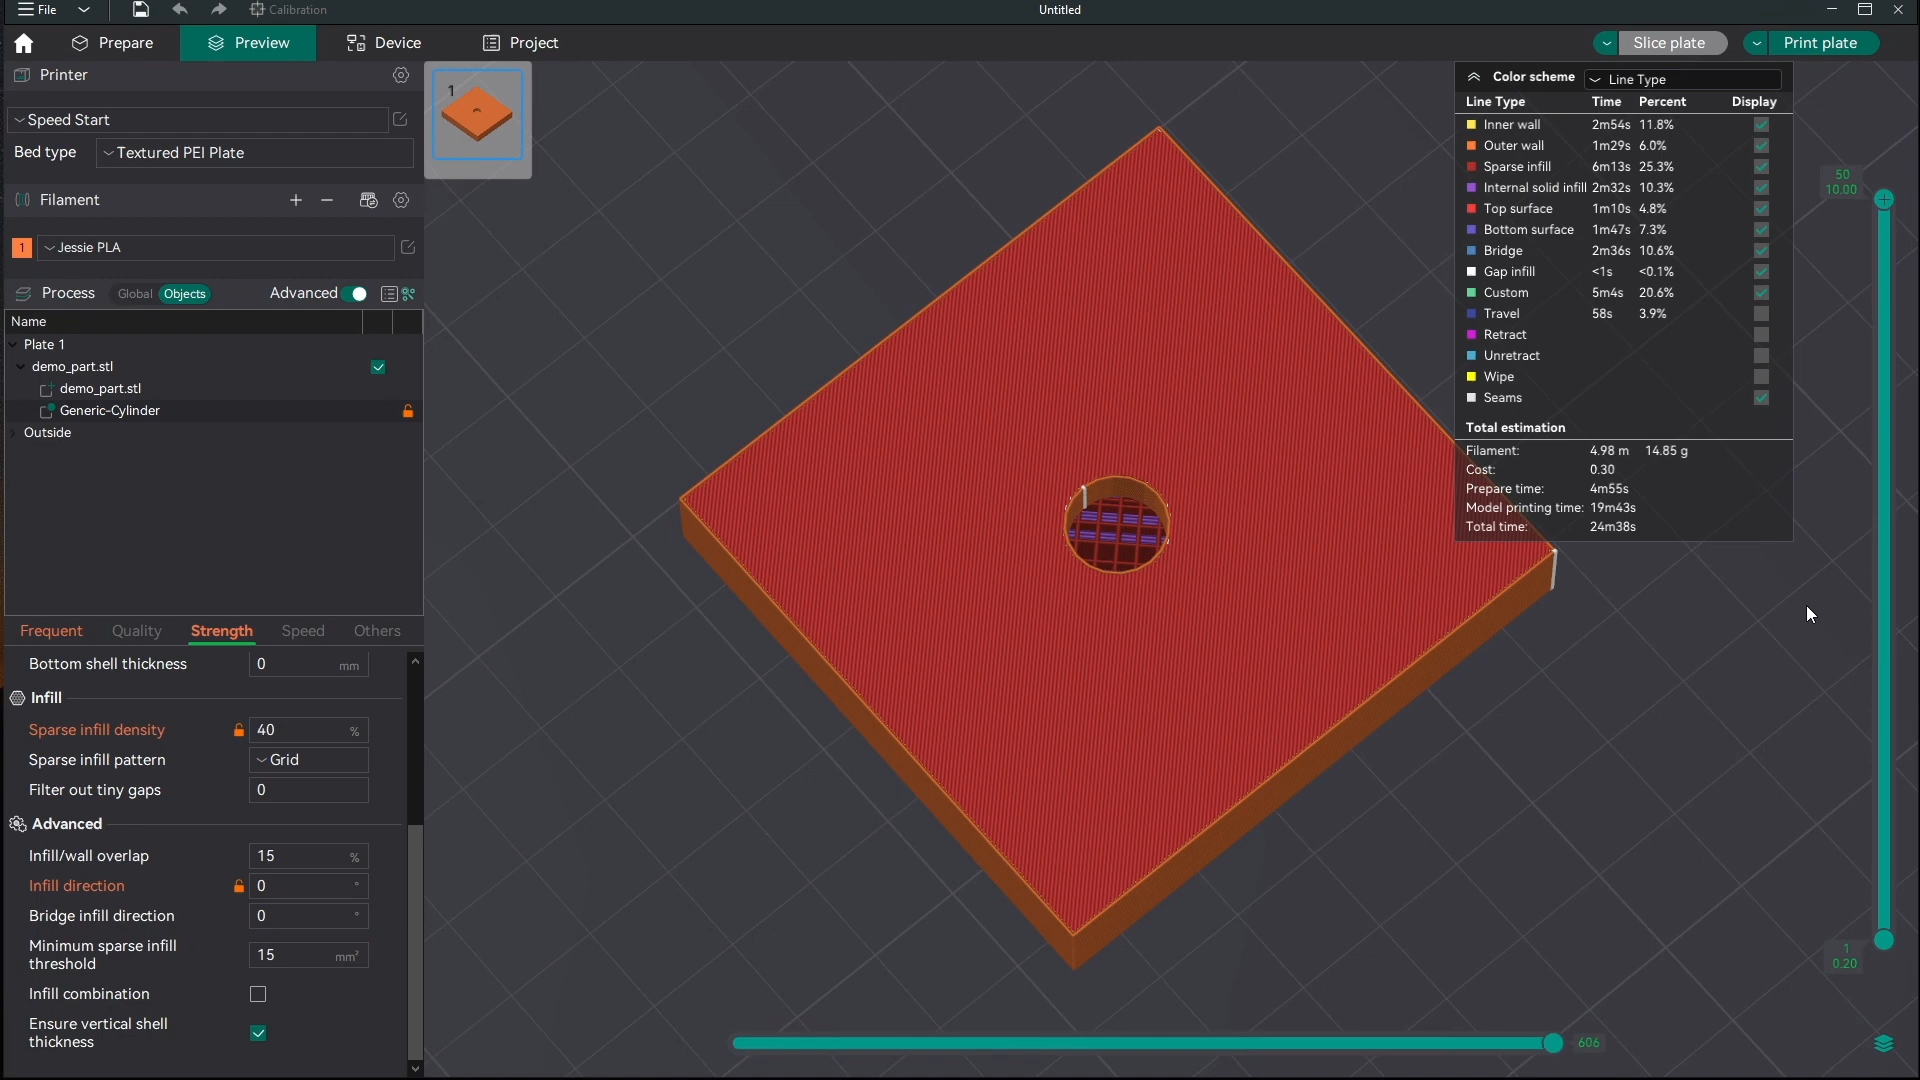 File
Calibration
Untitled
Prepare
Preview
Device
Project
Slice plate
Print plate
Printer
Speed Start
Bed type
Textured PEI Plate
Filament
1
Jessie PLA
Process
Global
Objects
Advanced
Name
Plate 1
demo_part.stl
demo_part.stl
Generic-Cylinder
Outside
Frequent
Quality
Strength
Speed
Others
Bottom shell thickness
0 mm
Infill
Sparse infill density
40 %
Sparse infill pattern
Grid
Filter out tiny gaps
0
Advanced
Infill/wall overlap
15 %
Infill direction
0 °
Bridge infill direction
0 °
Minimum sparse infill
threshold
15 mm²
Infill combination
Ensure vertical shell
thickness
1
Color scheme
Line Type
Line Type Time Percent Display
Inner wall 2m54s 11.8%
Outer wall 1m29s 6.0%
Sparse infill 6m13s 25.3%
Internal solid infill 2m32s 10.3%
Top surface 1m10s 4.8%
Bottom surface 1m47s 7.3%
Bridge 2m36s 10.6%
Gap infill <1s <0.1%
Custom 5m4s 20.6%
Travel 58s 3.9%
Retract
Unretract
Wipe
Seams
Total estimation
Filament: 4.98 m 14.85 g
Cost: 0.30
Prepare time: 4m55s
Model printing time: 19m43s
Total time: 24m38s
50
10.00
1
0.20
606